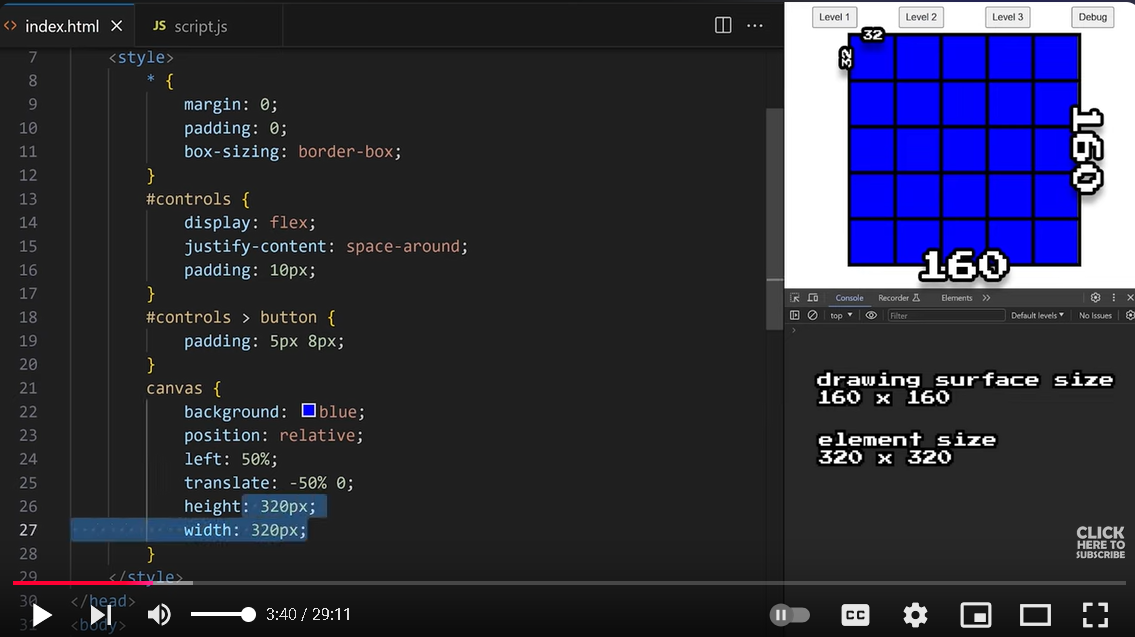 index.html
JS script.js
7 <style>
8 * {
9 margin: 0;
10 padding: 0;
11 box-sizing: border-box;
12 }
13 #controls {
14 display: flex;
15 justify-content: space-around;
16 padding: 10px;
17 }
18 #controls > button {
19 padding: 5px 8px;
20 }
21 canvas {
22 background: blue;
23 position: relative;
24 left: 50%;
25 translate: -50% 0;
26 height: 320px;
27 width: 320px;
28 }
29 </style>
30 </head>
31 <body>
Level 1 Level 2 Level 3 Debug
32
32
160
160
Console Recorder Elements
top Filter Default levels No Issues
drawing surface size
160 x 160
element size
320 x 320
CLICK
HERE TO
SUBSCRIBE
3:40 / 29:11
CC